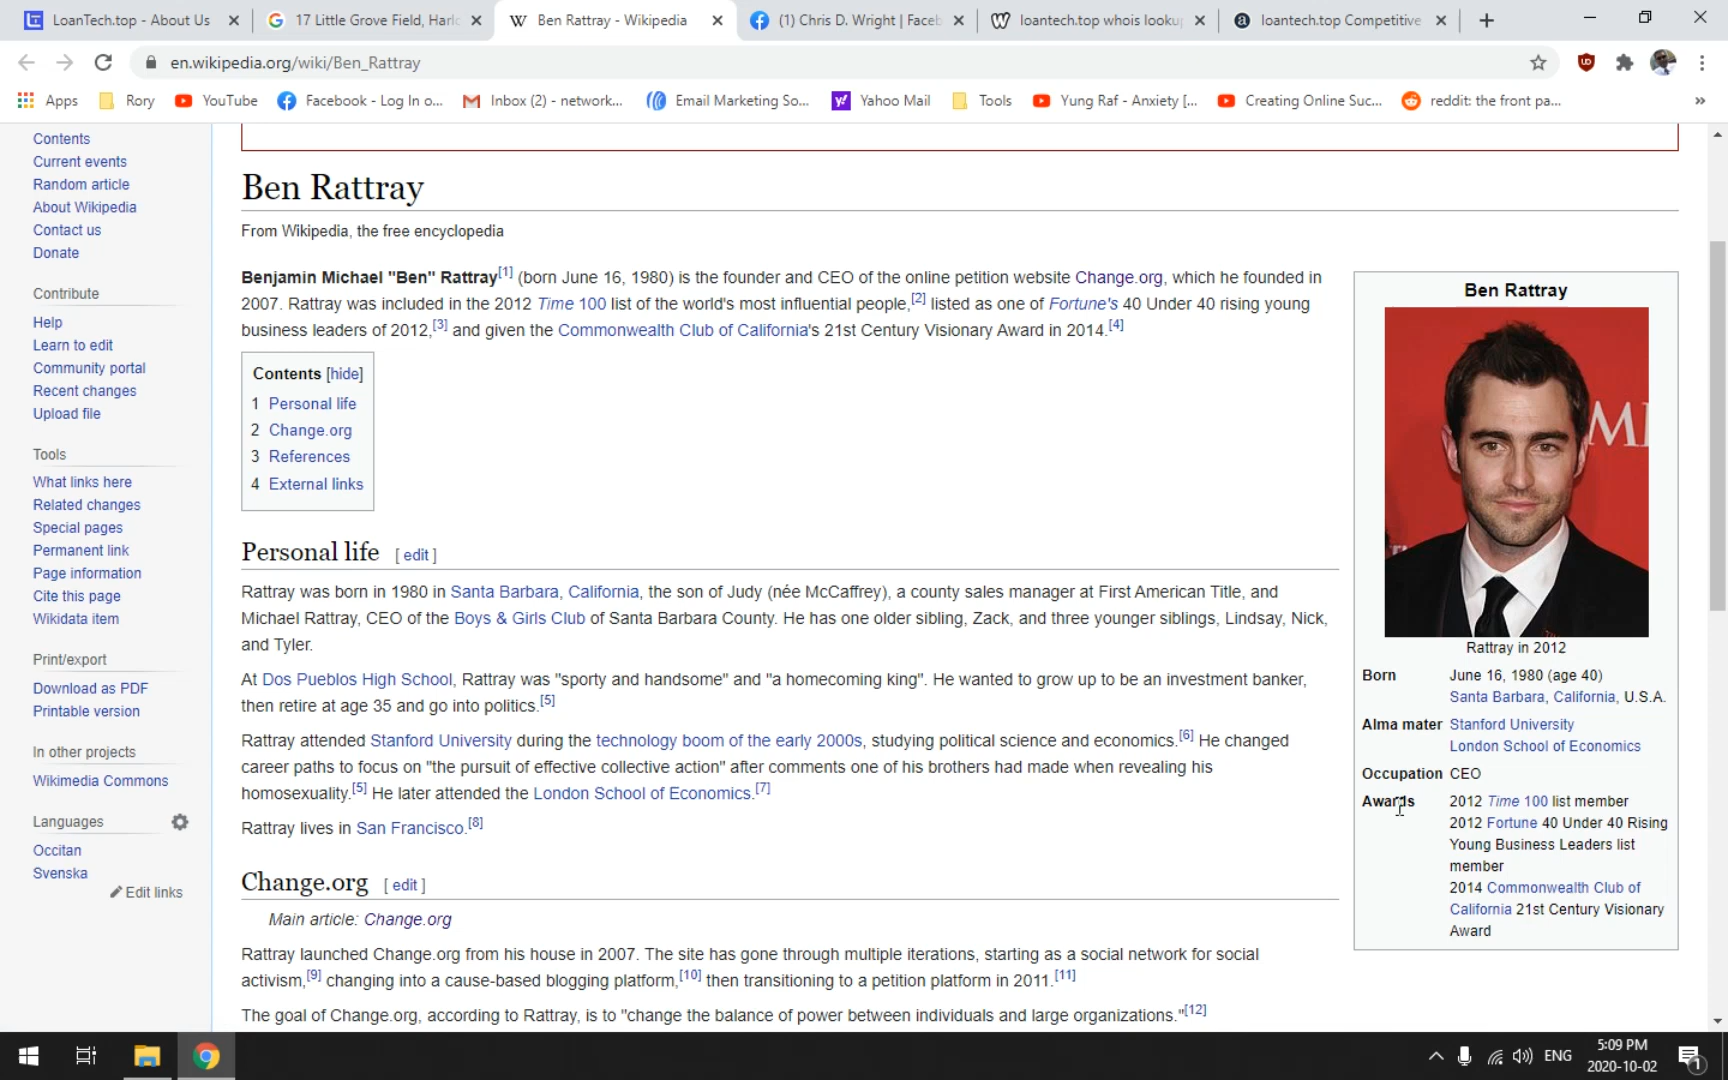 LoanTech.top - About Us
17 Little Grove Field, Harlo
Ben Rattray - Wikipedia
(1) Chris D. Wright | Faceb
loantech.top whois looku
loantech.top Competitive
en.wikipedia.org/wiki/Ben_Rattray
Apps
Rory
YouTube
Facebook - Log In o...
Inbox (2) - network...
Email Marketing So...
Yahoo Mail
Tools
Yung Raf - Anxiety [...
Creating Online Suc...
reddit: the front pa...
»
Contents
Current events
Random article
About Wikipedia
Contact us
Donate
Contribute
Help
Learn to edit
Community portal
Recent changes
Upload file
Tools
What links here
Related changes
Special pages
Permanent link
Page information
Cite this page
Wikidata item
Print/export
Download as PDF
Printable version
In other projects
Wikimedia Commons
Languages
Occitan
Svenska
Edit links
Ben Rattray
From Wikipedia, the free encyclopedia
Benjamin Michael "Ben" Rattray[1] (born June 16, 1980) is the founder and CEO of the online petition website Change.org, which he founded in
2007. Rattray was included in the 2012 Time 100 list of the world's most influential people,[2] listed as one of Fortune's 40 Under 40 rising young
business leaders of 2012,[3] and given the Commonwealth Club of California's 21st Century Visionary Award in 2014.[4]
Contents [hide]
1 Personal life
2 Change.org
3 References
4 External links
Personal life [ edit ]
Rattray was born in 1980 in Santa Barbara, California, the son of Judy (née McCaffrey), a county sales manager at First American Title, and
Michael Rattray, CEO of the Boys & Girls Club of Santa Barbara County. He has one older sibling, Zack, and three younger siblings, Lindsay, Nick,
and Tyler.
At Dos Pueblos High School, Rattray was "sporty and handsome" and "a homecoming king". He wanted to grow up to be an investment banker,
then retire at age 35 and go into politics.[5]
Rattray attended Stanford University during the technology boom of the early 2000s, studying political science and economics.[6] He changed
career paths to focus on "the pursuit of effective collective action" after comments one of his brothers had made when revealing his
homosexuality.[5] He later attended the London School of Economics.[7]
Rattray lives in San Francisco.[8]
Change.org [ edit ]
Main article: Change.org
Rattray launched Change.org from his house in 2007. The site has gone through multiple iterations, starting as a social network for social
activism,[9] changing into a cause-based blogging platform,[10] then transitioning to a petition platform in 2011.[11]
The goal of Change.org, according to Rattray, is to "change the balance of power between individuals and large organizations."[12]
Ben Rattray
Rattray in 2012
Born June 16, 1980 (age 40)
Santa Barbara, California, U.S.A.
Alma mater Stanford University
London School of Economics
Occupation CEO
Awards 2012 Time 100 list member
2012 Fortune 40 Under 40 Rising
Young Business Leaders list
member
2014 Commonwealth Club of
California 21st Century Visionary
Award
ENG
5:09 PM
2020-10-02
1